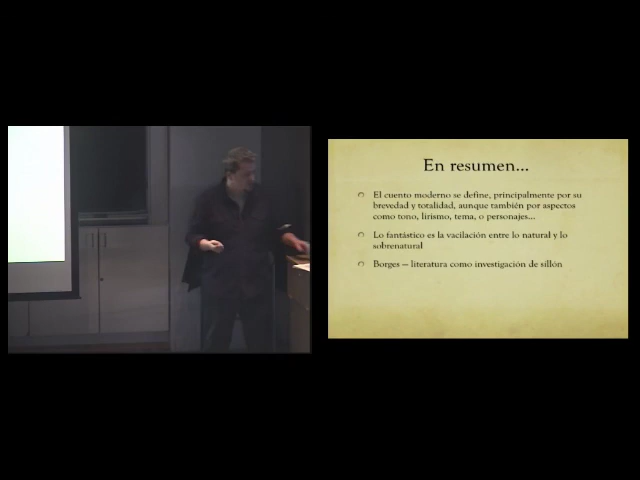 En resumen...
El cuento moderno se define, principalmente por su
brevedad y totalidad, aunque también por aspectos
como tono, lirismo, tema, o personajes...
Lo fantástico es la vacilación entre lo natural y lo
sobrenatural
Borges — literatura como investigación de sillón